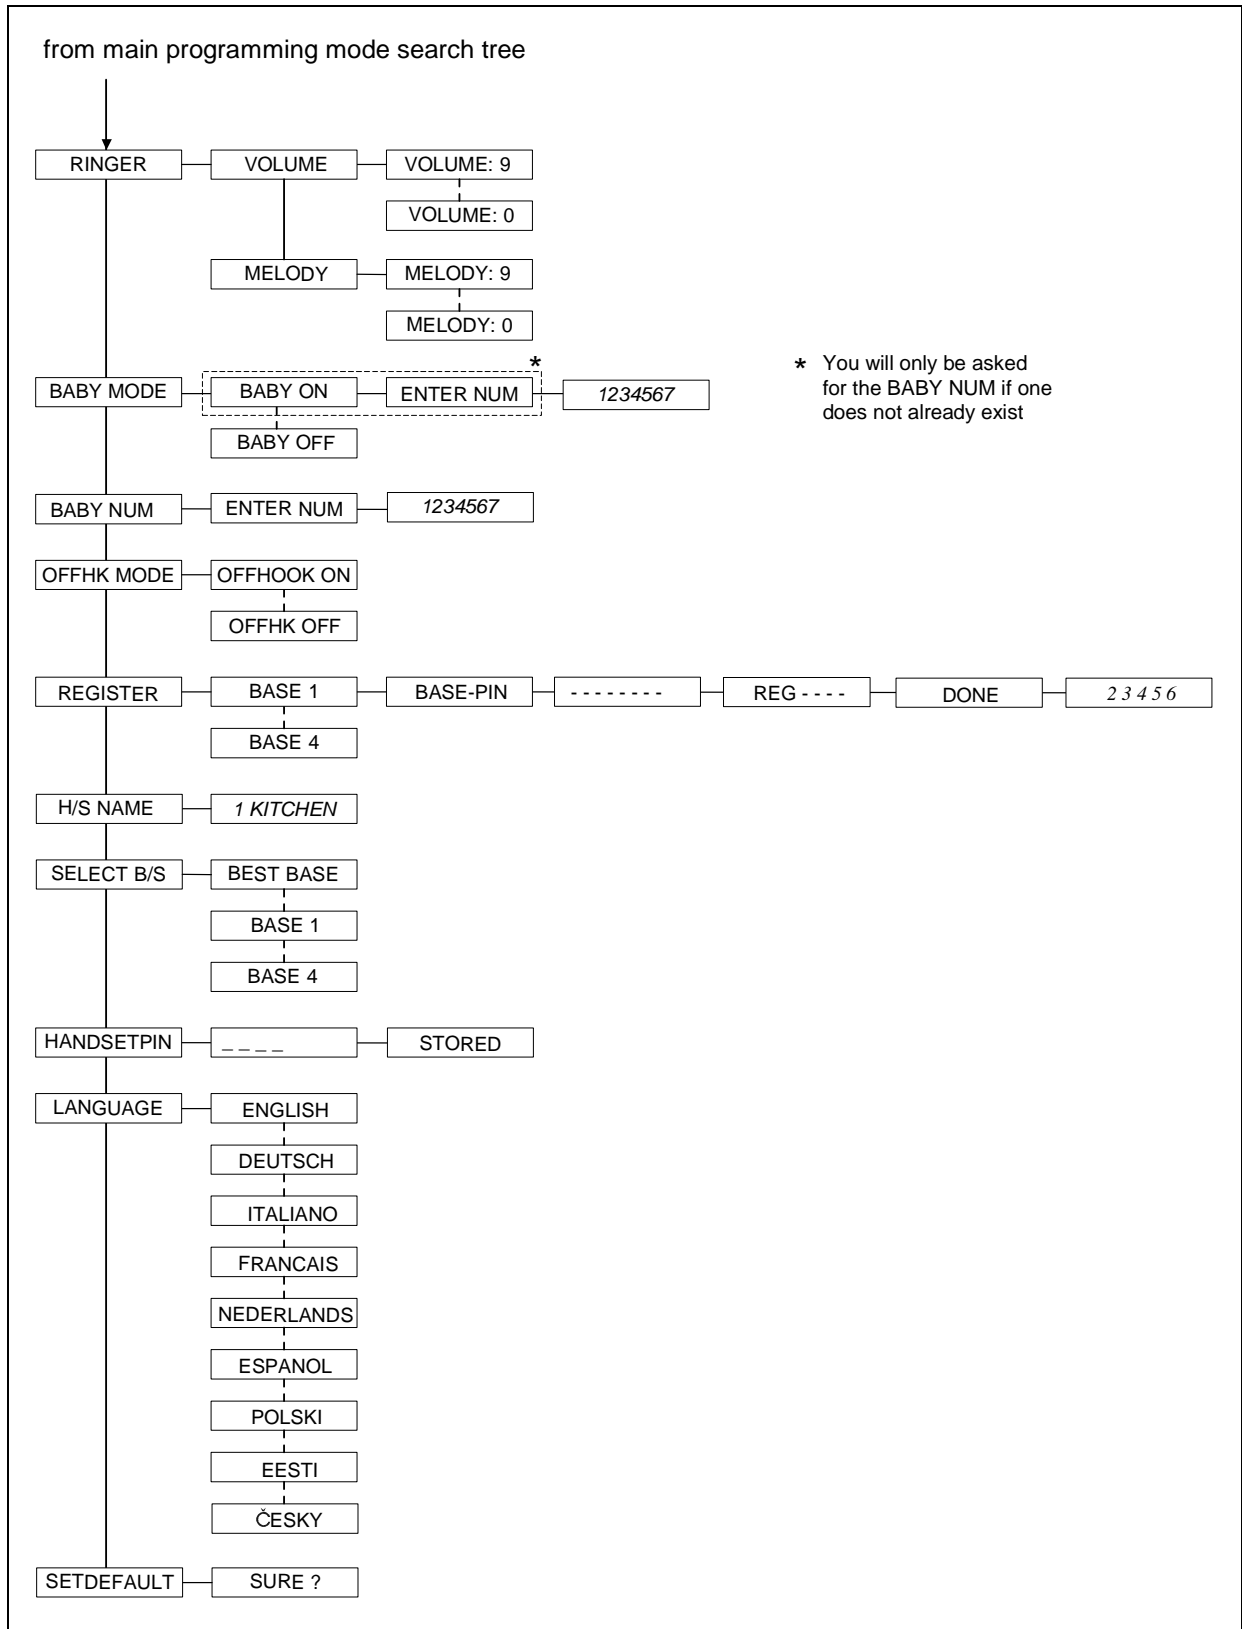 from main programming mode search tree
RINGER VOLUME VOLUME: 9
VOLUME: 0
MELODY MELODY: 9
MELODY: 0
*
* You will only be asked
for the BABY NUM if one
does not already exist
BABY MODE BABY ON ENTER NUM 1234567
BABY OFF
BABY NUM ENTER NUM 1234567
OFFHK MODE OFFHOOK ON
OFFHK OFF
REGISTER BASE 1 BASE-PIN - - - - - - - - REG - - - - DONE 2 3 4 5 6
BASE 4
H/S NAME 1 KITCHEN
SELECT B/S BEST BASE
BASE 1
BASE 4
HANDSETPIN _ _ _ _ STORED
LANGUAGE ENGLISH
DEUTSCH
ITALIANO
FRANCAIS
NEDERLANDS
ESPANOL
POLSKI
EESTI
ČESKY
SETDEFAULT SURE ?